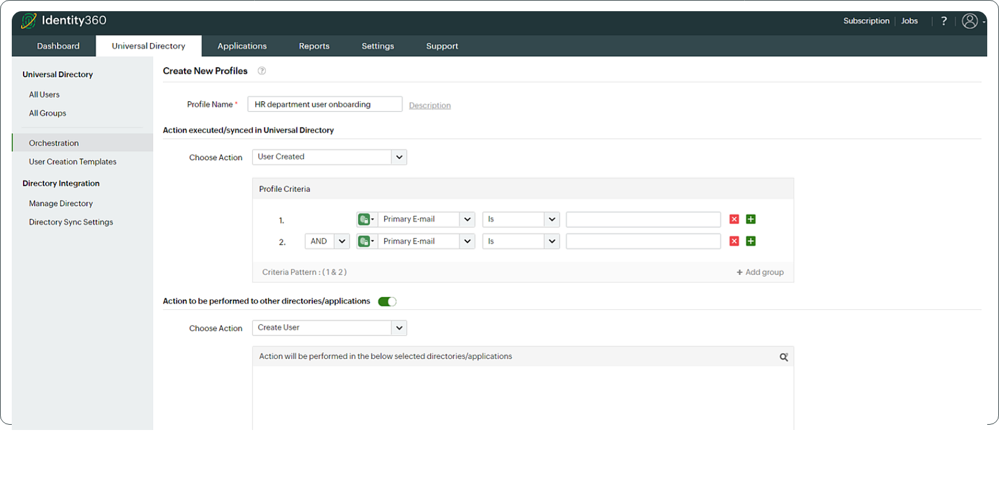 Identity360
Subscription Jobs ?
Dashboard Universal Directory Applications Reports Settings Support
Universal Directory
All Users
All Groups
Orchestration
User Creation Templates
Directory Integration
Manage Directory
Directory Sync Settings
Create New Profiles ?
Profile Name * HR department user onboarding Description
Action executed/synced in Universal Directory
Choose Action User Created
Profile Criteria
1. Primary E-mail Is
2. AND Primary E-mail Is
Criteria Pattern : ( 1 & 2 ) + Add group
Action to be performed to other directories/applications
Choose Action Create User
Action will be performed in the below selected directories/applications